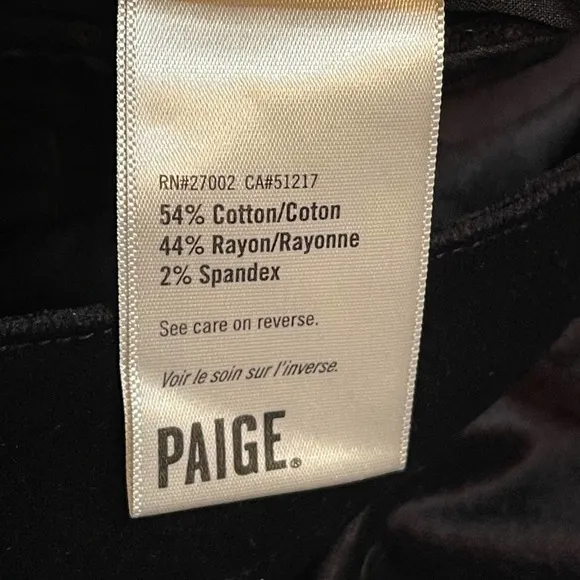 RN#27002 CA#51217
54% Cotton/Coton
44% Rayon/Rayonne
2% Spandex
See care on reverse.
Voir le soin sur l'inverse.
PAIGE.®